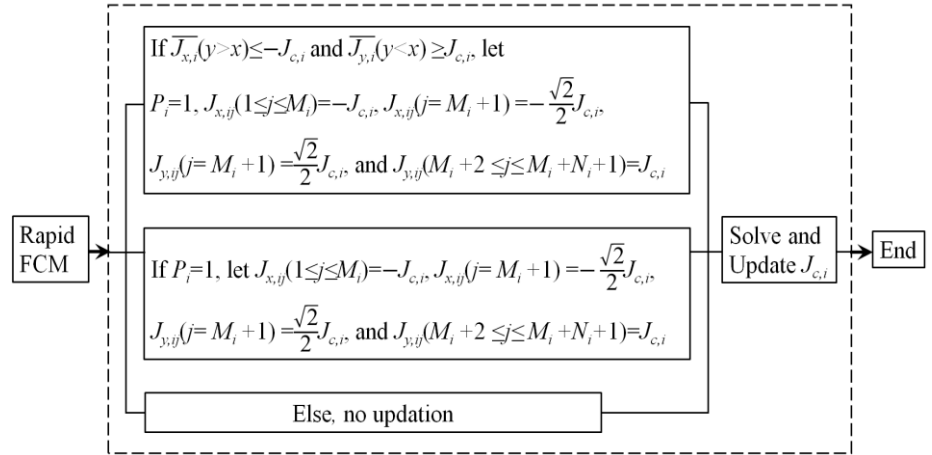 If $\overline{J_{x,i}}(y>x)\leq-J_{c,i}$ and $\overline{J_{y,i}}(y<x)\geq J_{c,i}$, let
$P_i=1, J_{x,ij}(1\leq j\leq M_i)=-J_{c,i}, J_{x,ij}(j=M_i+1)=-\frac{\sqrt{2}}{2}J_{c,i},$
$J_{y,ij}(j=M_i+1)=\frac{\sqrt{2}}{2}J_{c,i}$, and $J_{y,ij}(M_i+2\leq j\leq M_i+N_i+1)=J_{c,i}$
Rapid
FCM
If $P_i=1$, let $J_{x,ij}(1\leq j\leq M_i)=-J_{c,i}, J_{x,ij}(j=M_i+1)=-\frac{\sqrt{2}}{2}J_{c,i},$
$J_{y,ij}(j=M_i+1)=\frac{\sqrt{2}}{2}J_{c,i}$, and $J_{y,ij}(M_i+2\leq j\leq M_i+N_i+1)=J_{c,i}$
Else, no updation
Solve and
Update $J_{c,i}$
End